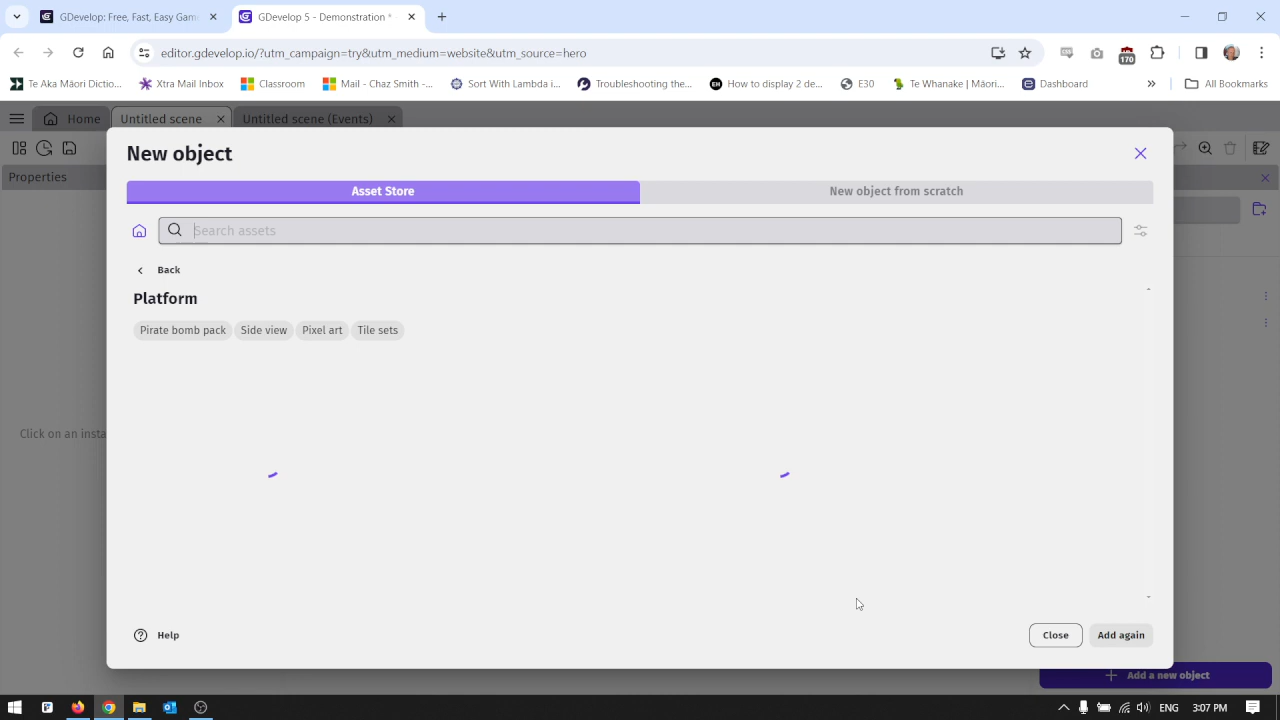 GDevelop: Free, Fast, Easy Gam
GDevelop 5 - Demonstration *
editor.gdevelop.io/?utm_campaign=try&utm_medium=website&utm_source=hero
170
Te Aka Māori Dictio...
Xtra Mail Inbox
Classroom
Mail - Chaz Smith -...
Sort With Lambda i...
Troubleshooting the...
How to display 2 de...
E30
Te Whanake | Māori...
Dashboard
All Bookmarks
Home
Untitled scene
Untitled scene (Events)
Properties
New object
Asset Store
New object from scratch
Search assets
Back
Platform
Pirate bomb pack
Side view
Pixel art
Tile sets
Click on an insta
Help
Close
Add again
Add a new object
ENG
3:07 PM